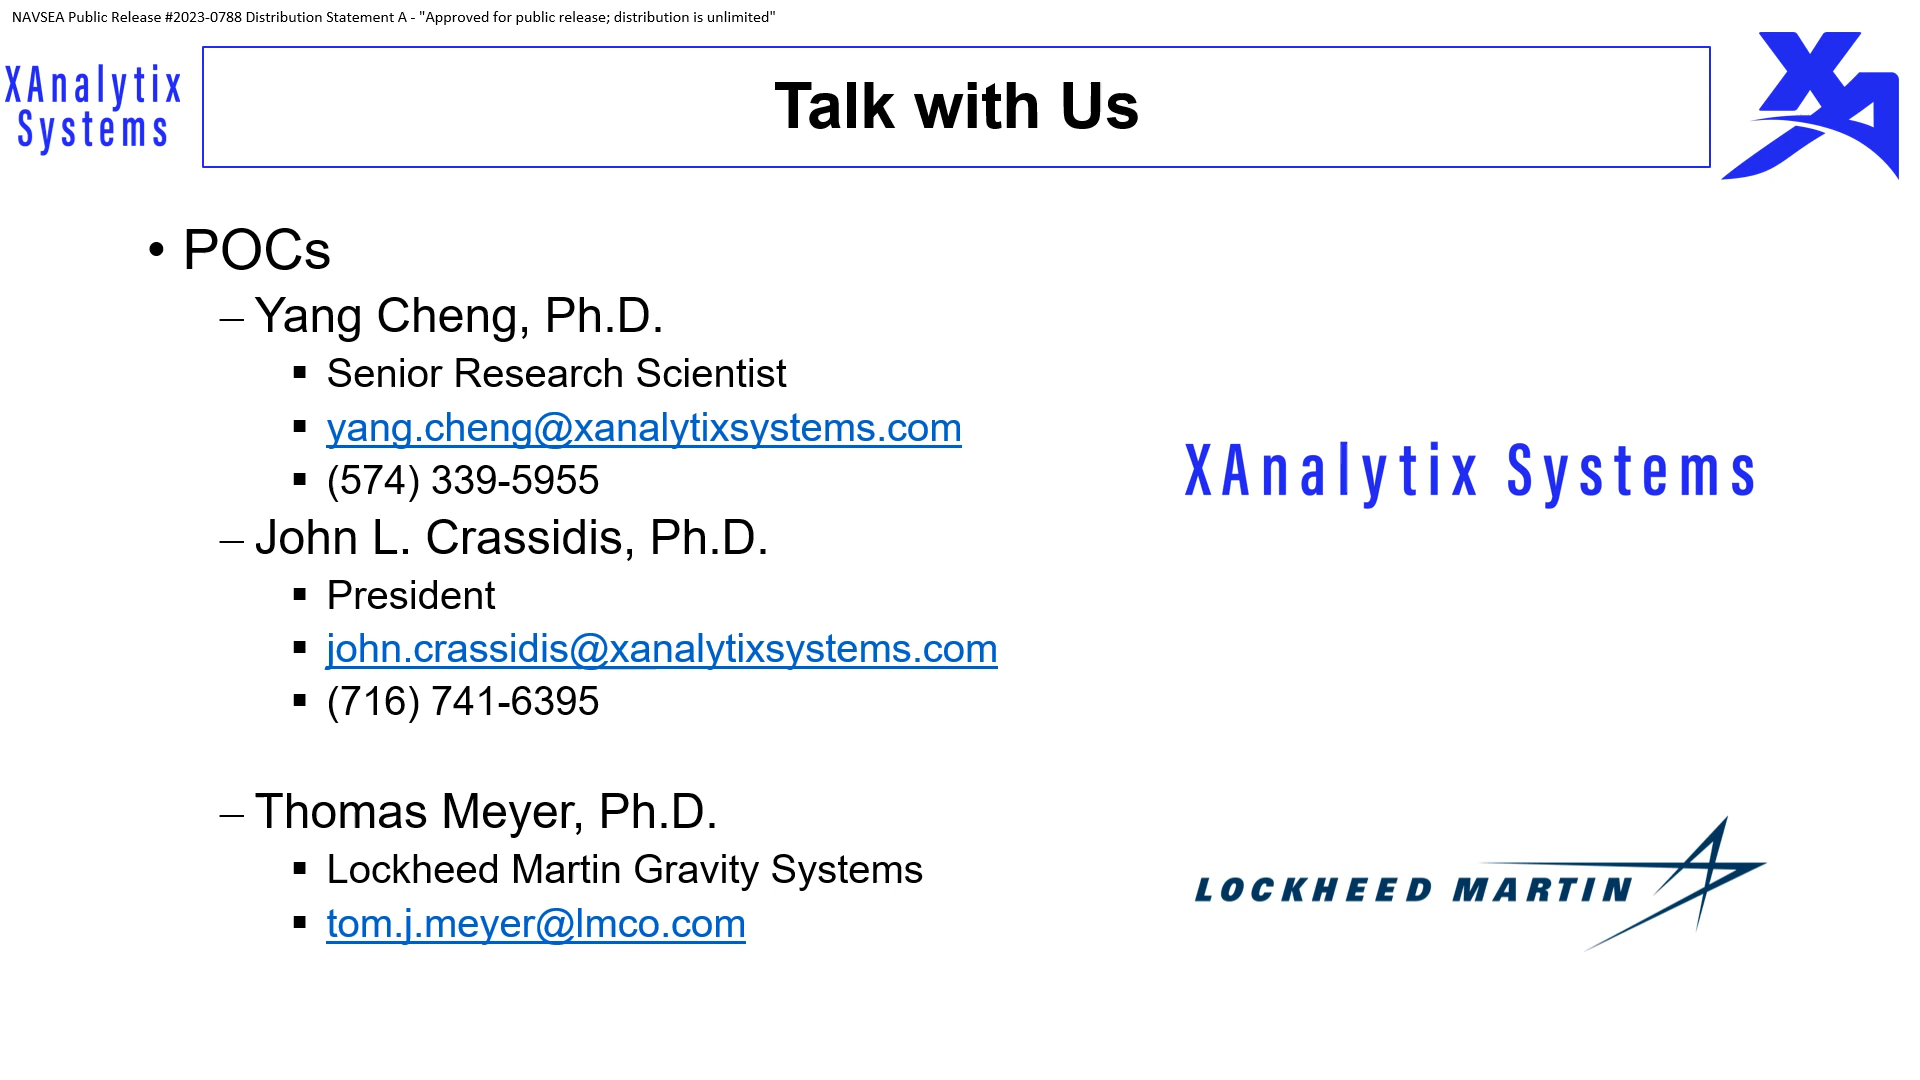 NAVSEA Public Release #2023-0788 Distribution Statement A - "Approved for public release; distribution is unlimited"
XAnalytix
Systems
Talk with Us
XA
• POCs
– Yang Cheng, Ph.D.
▪ Senior Research Scientist
▪ yang.cheng@xanalytixsystems.com
▪ (574) 339-5955
XAnalytix Systems
– John L. Crassidis, Ph.D.
▪ President
▪ john.crassidis@xanalytixsystems.com
▪ (716) 741-6395
– Thomas Meyer, Ph.D.
▪ Lockheed Martin Gravity Systems
▪ tom.j.meyer@lmco.com
LOCKHEED MARTIN